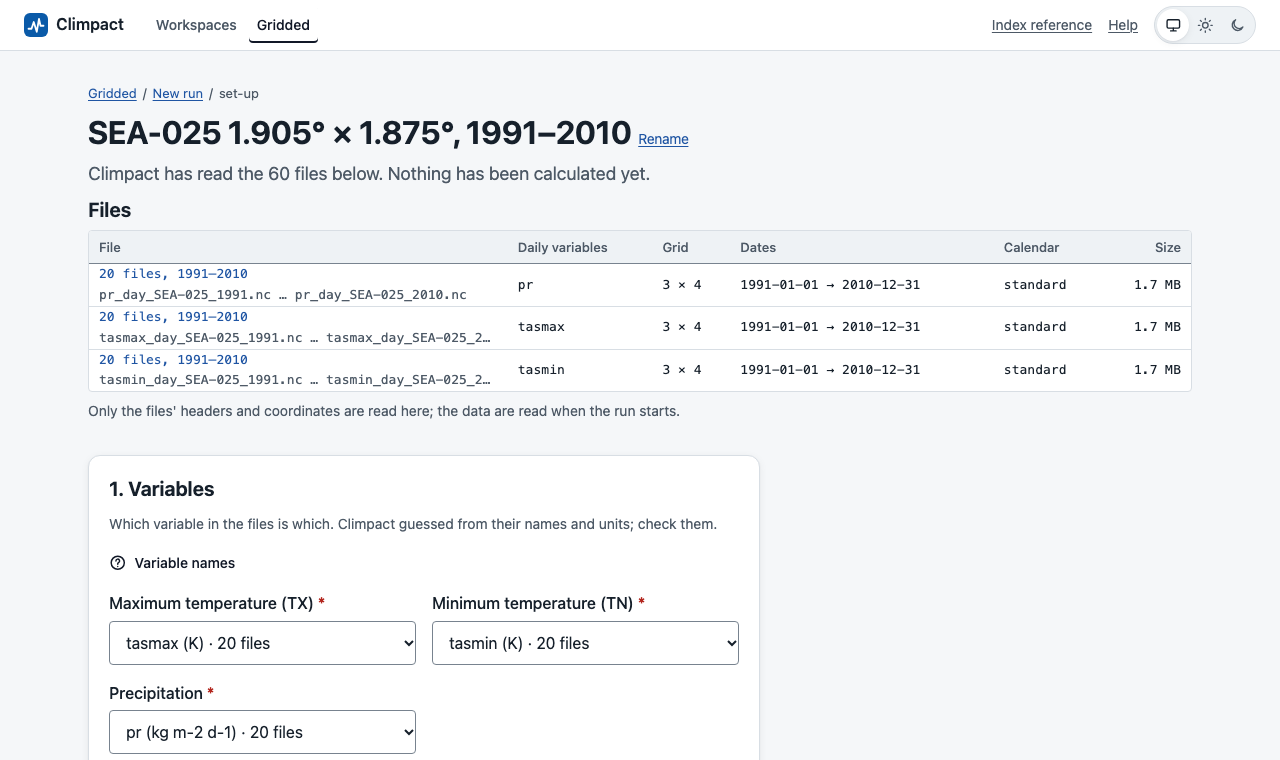 Climpact Workspaces Gridded Index reference Help
Gridded / New run / set-up
SEA-025 1.905° × 1.875°, 1991–2010 Rename
Climpact has read the 60 files below. Nothing has been calculated yet.
Files
File Daily variables Grid Dates Calendar Size
20 files, 1991–2010
pr_day_SEA-025_1991.nc … pr_day_SEA-025_2010.nc pr 3 × 4 1991-01-01 → 2010-12-31 standard 1.7 MB
20 files, 1991–2010
tasmax_day_SEA-025_1991.nc … tasmax_day_SEA-025_2… tasmax 3 × 4 1991-01-01 → 2010-12-31 standard 1.7 MB
20 files, 1991–2010
tasmin_day_SEA-025_1991.nc … tasmin_day_SEA-025_2… tasmin 3 × 4 1991-01-01 → 2010-12-31 standard 1.7 MB
Only the files' headers and coordinates are read here; the data are read when the run starts.
1. Variables
Which variable in the files is which. Climpact guessed from their names and units; check them.
Variable names
Maximum temperature (TX) * Minimum temperature (TN) *
tasmax (K) · 20 files tasmin (K) · 20 files
Precipitation *
pr (kg m-2 d-1) · 20 files